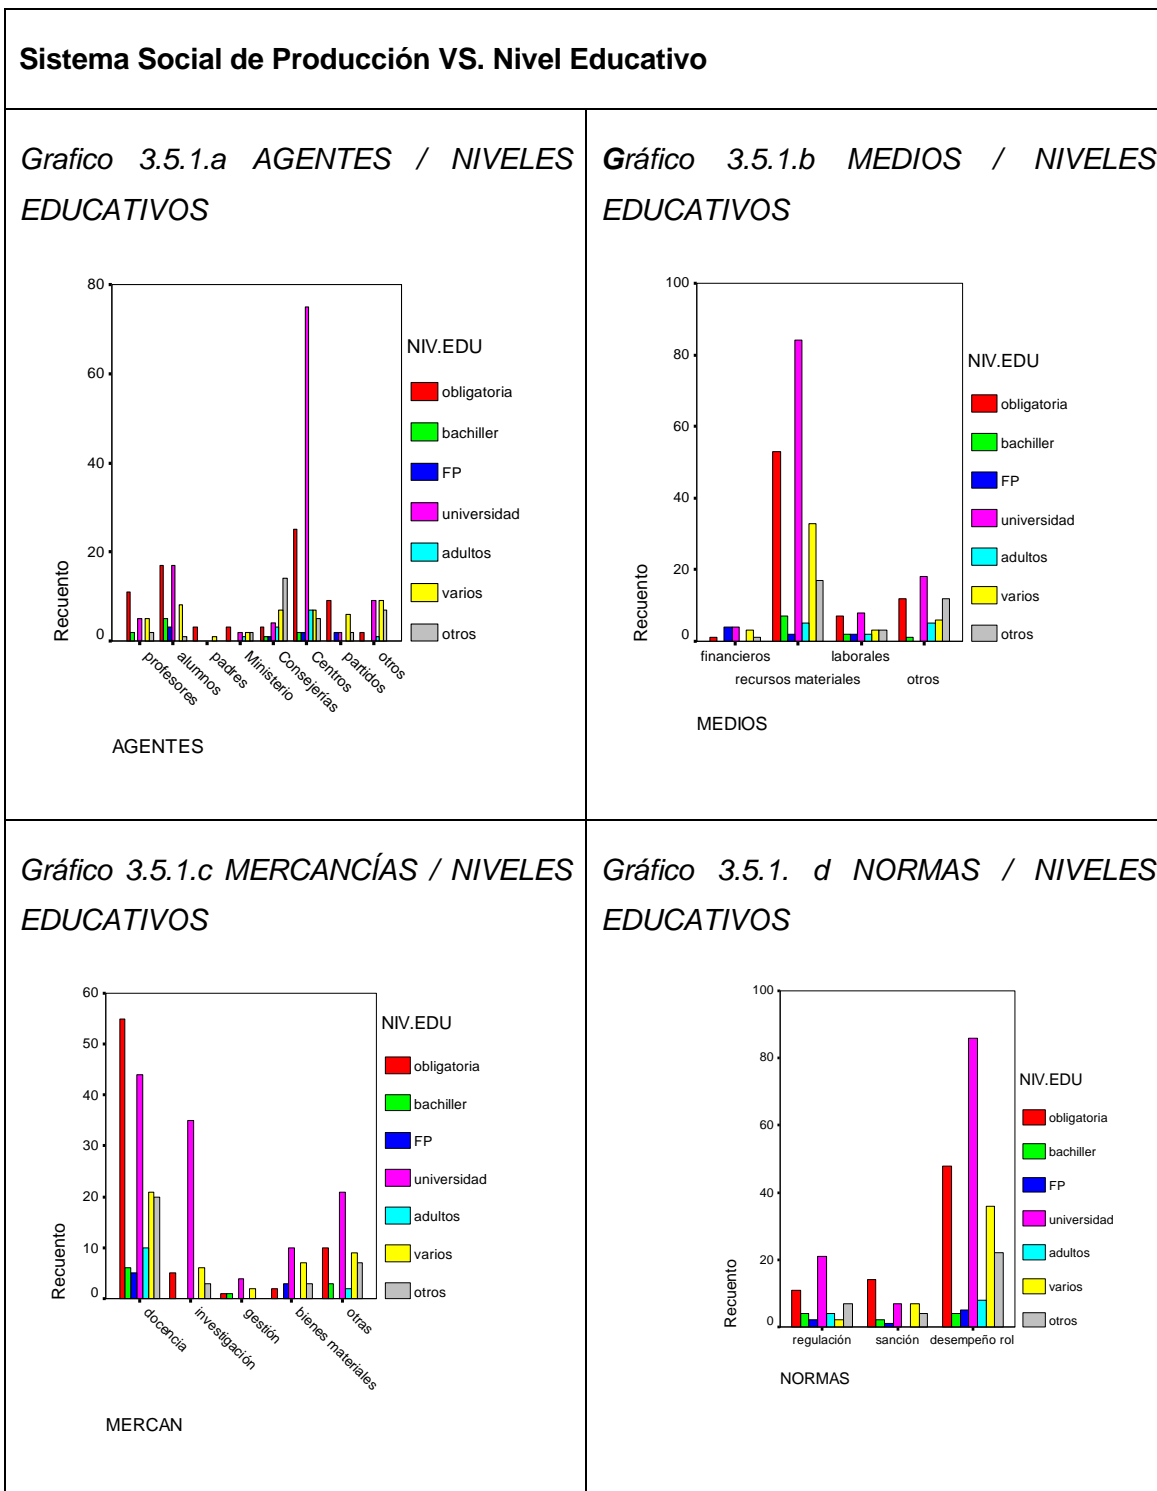 Sistema Social de Producción VS. Nivel Educativo
Grafico 3.5.1.a AGENTES / NIVELES
EDUCATIVOS
80
60
40
20
0
Recuento
profesores
alumnos
padres
Ministerio
Consejerías
Centros
partidos
otros
AGENTES
NIV.EDU
obligatoria
bachiller
FP
universidad
adultos
varios
otros
Gráfico 3.5.1.b MEDIOS / NIVELES
EDUCATIVOS
100
80
60
40
20
0
Recuento
financieros
recursos materiales
laborales
otros
MEDIOS
NIV.EDU
obligatoria
bachiller
FP
universidad
adultos
varios
otros
Gráfico 3.5.1.c MERCANCÍAS / NIVELES
EDUCATIVOS
60
50
40
30
20
10
0
Recuento
docencia
investigación
gestión
bienes materiales
otras
MERCAN
NIV.EDU
obligatoria
bachiller
FP
universidad
adultos
varios
otros
Gráfico 3.5.1. d NORMAS / NIVELES
EDUCATIVOS
100
80
60
40
20
0
Recuento
regulación
sanción
desempeño rol
NORMAS
NIV.EDU
obligatoria
bachiller
FP
universidad
adultos
varios
otros